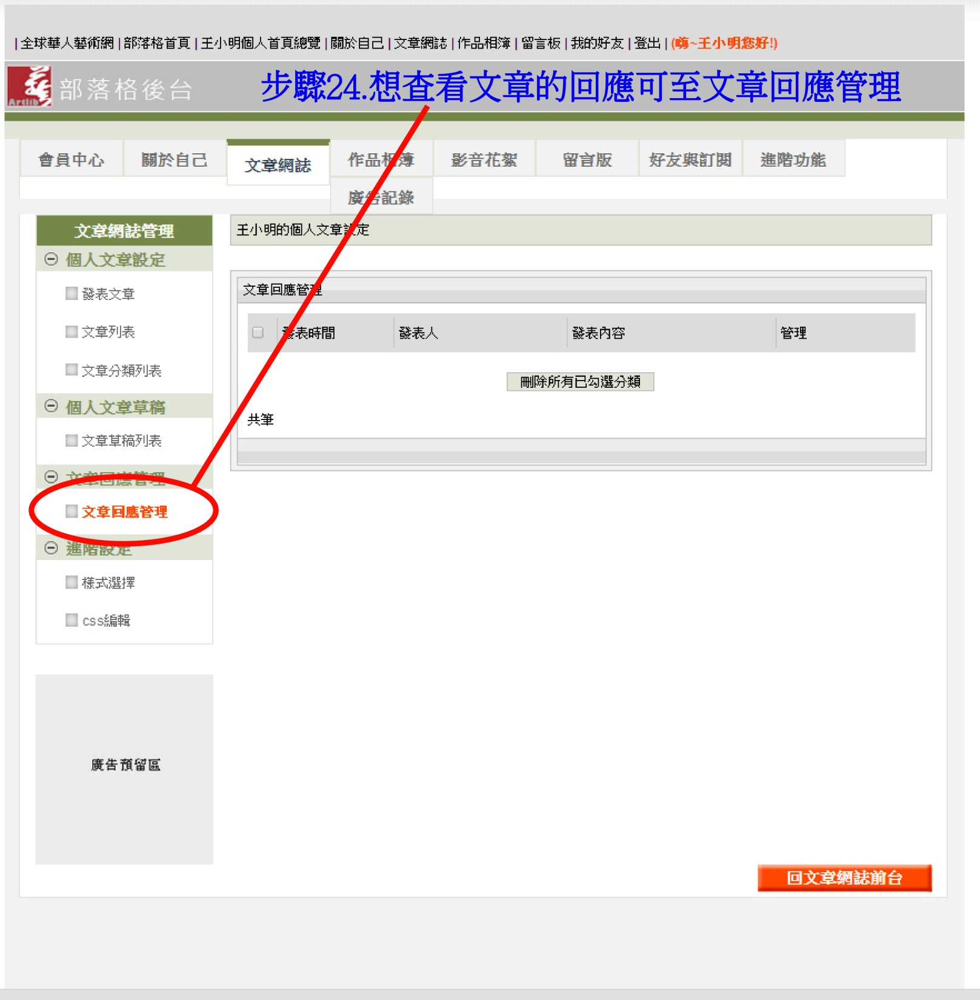 |全球華人藝術網|部落格首頁|王小明個人首頁總覽|關於自己|文章網誌|作品相簿|留言板|我的好友|登出|(嗨~王小明您好!)
Artlib
部落格後台
步驟24.想查看文章的回應可至文章回應管理
會員中心 關於自己 文章網誌 作品相簿 影音花絮 留言版 好友與訂閱 進階功能
廣告記錄
文章網誌管理
王小明的個人文章設定
個人文章設定
發表文章
文章列表
文章分類列表
個人文章草稿
文章草稿列表
文章回應管理
文章回應管理
進階設定
樣式選擇
css編輯
文章回應管理
發表時間 發表人 發表內容 管理
刪除所有已勾選分類
共筆
廣告預留區
回文章網誌前台